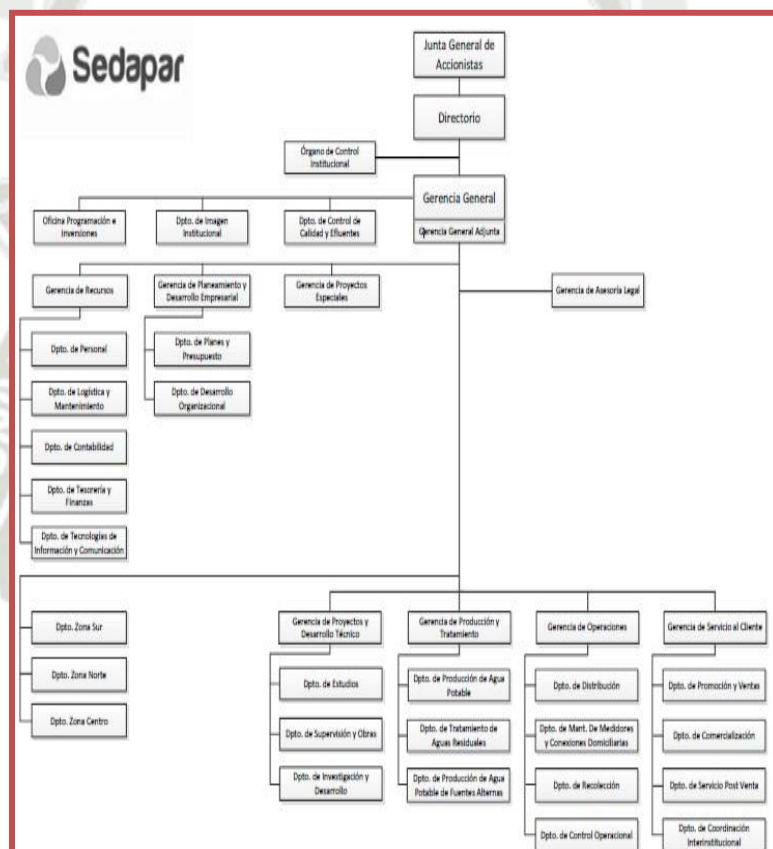 Sedapar
Junta General de
Accionistas
Directorio
Órgano de Control
Institucional
Gerencia General
Gerencia General Adjunta
Oficina Programación e
Inversiones
Dpto. de Imagen
Institucional
Dpto. de Control de
Calidad y Efluentes
Gerencia de Recursos
Gerencia de Planeamiento y
Desarrollo Empresarial
Gerencia de Proyectos
Especiales
Gerencia de Asesoría Legal
Dpto. de Personal
Dpto. de Logística y
Mantenimiento
Dpto. de Contabilidad
Dpto. de Tesorería y
Finanzas
Dpto. de Tecnologías de
Información y Comunicación
Dpto. de Planes y
Presupuesto
Dpto. de Desarrollo
Organizacional
Dpto. Zona Sur
Dpto. Zona Norte
Dpto. Zona Centro
Gerencia de Proyectos y
Desarrollo Técnico
Dpto. de Estudios
Dpto. de Supervisión y Obras
Dpto. de Investigación y
Desarrollo
Gerencia de Producción y
Tratamiento
Dpto. de Producción de Agua
Potable
Dpto. de Tratamiento de
Aguas Residuales
Dpto. de Producción de Agua
Potable de Fuentes Alternas
Gerencia de Operaciones
Dpto. de Distribución
Dpto. de Mant. De Medidores
y Conexiones Domiciliarias
Dpto. de Recolección
Dpto. de Control Operacional
Gerencia de Servicio al Cliente
Dpto. de Promoción y Ventas
Dpto. de Comercialización
Dpto. de Servicio Post Venta
Dpto. de Coordinación
Interinstitucional